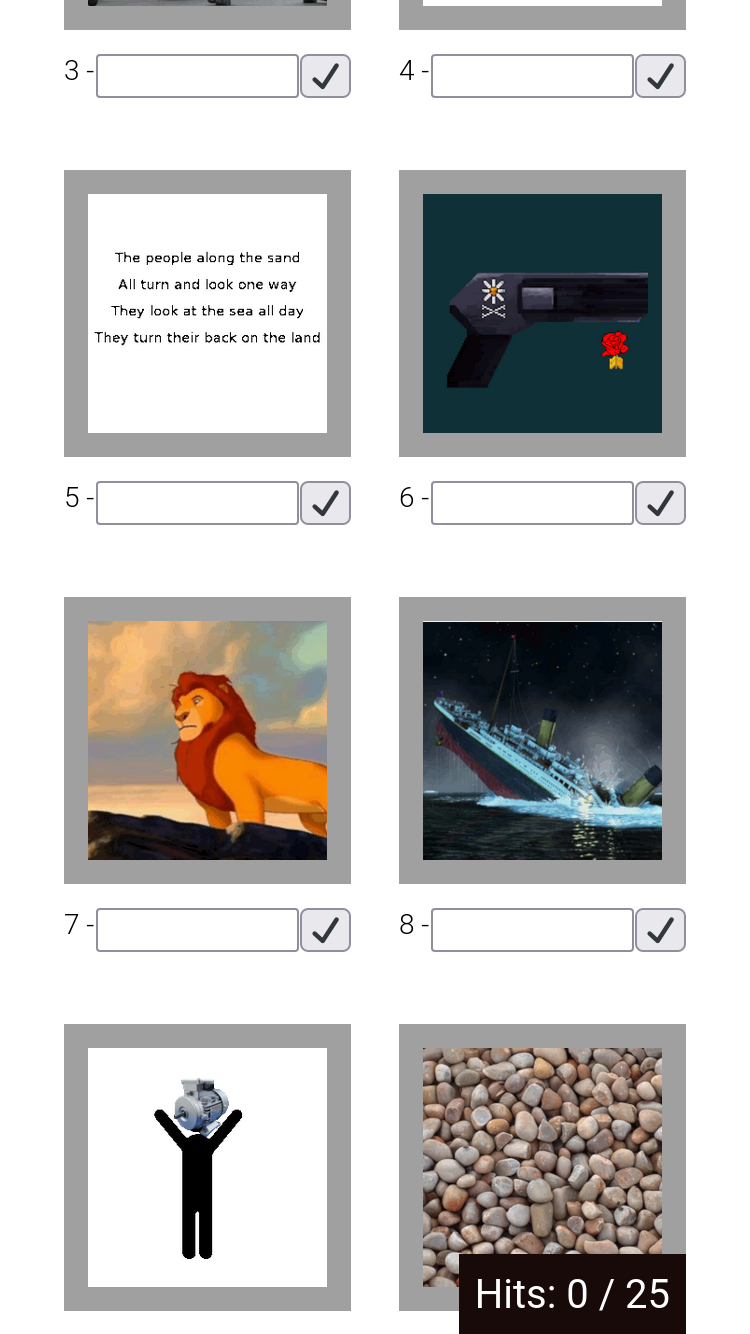 3 -
4 -
The people along the sand
All turn and look one way
They look at the sea all day
They turn their back on the land
5 -
6 -
7 -
8 -
Hits: 0 / 25